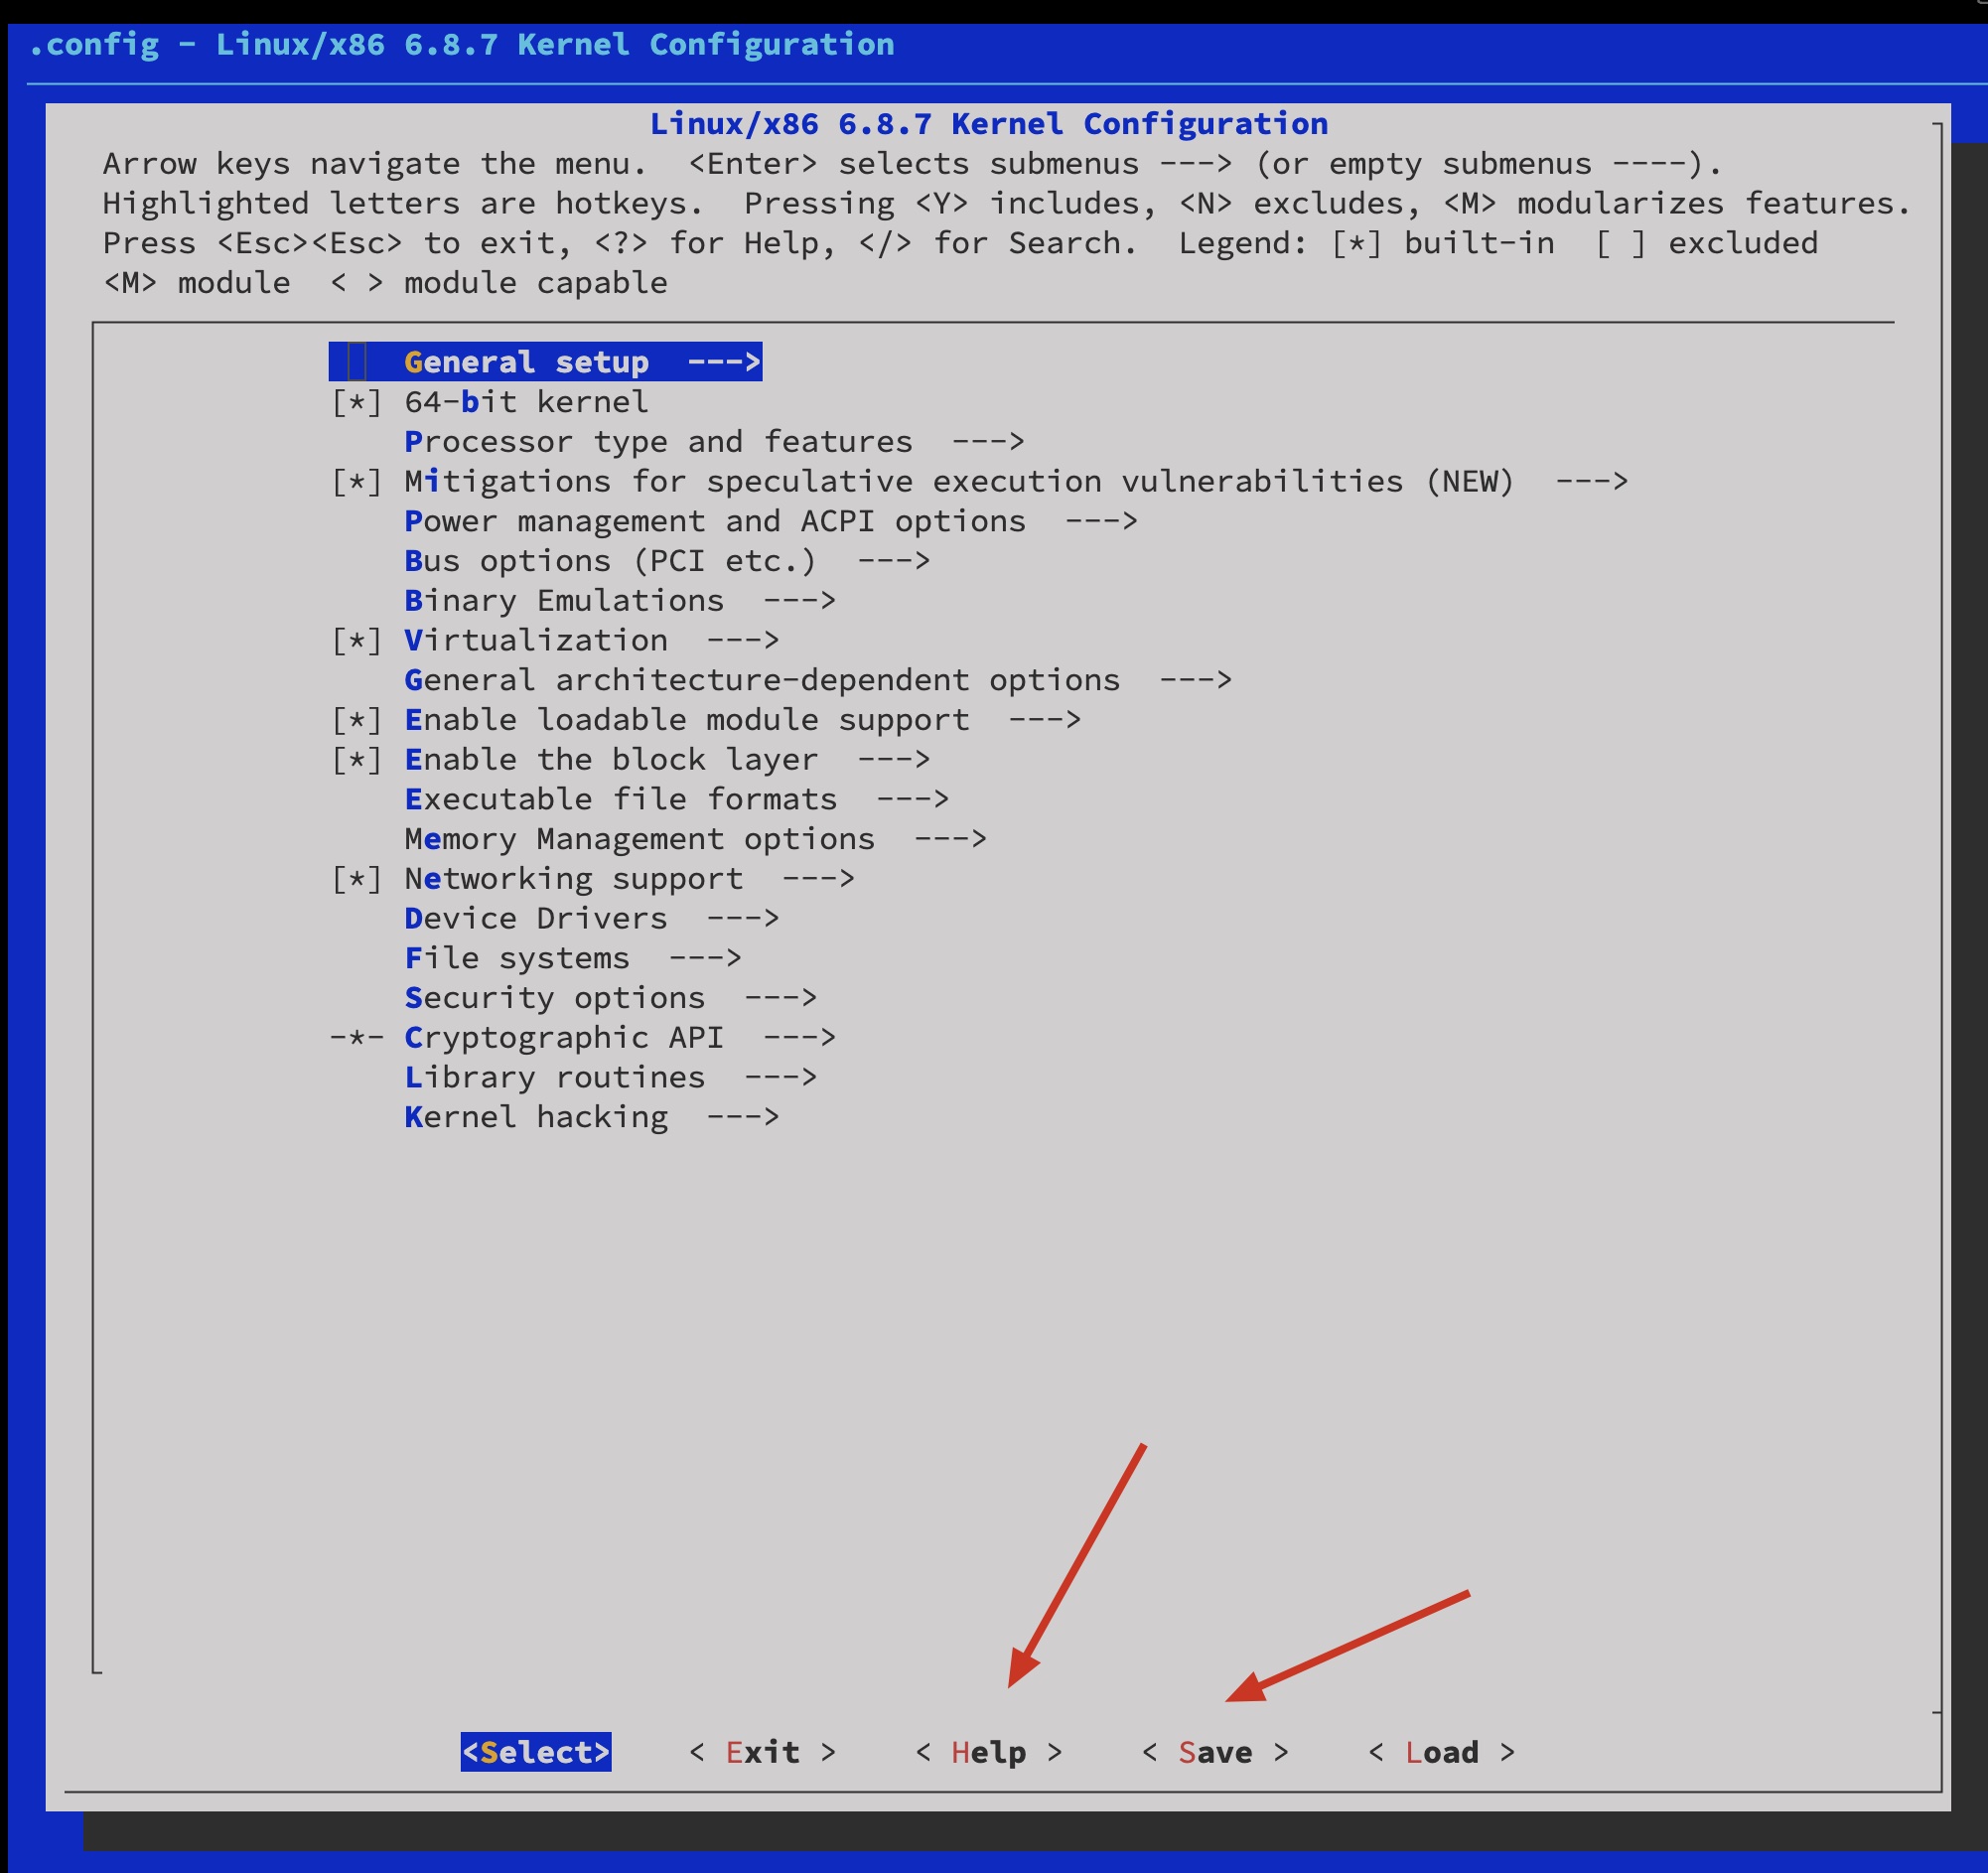 .config - Linux/x86 6.8.7 Kernel Configuration
Linux/x86 6.8.7 Kernel Configuration
Arrow keys navigate the menu.  <Enter> selects submenus ---> (or empty submenus ----).
Highlighted letters are hotkeys.  Pressing <Y> includes, <N> excludes, <M> modularizes features.
Press <Esc><Esc> to exit, <?> for Help, </> for Search.  Legend: [*] built-in  [ ] excluded
<M> module  < > module capable
General setup  --->
[*] 64-bit kernel
Processor type and features  --->
[*] Mitigations for speculative execution vulnerabilities (NEW)  --->
Power management and ACPI options  --->
Bus options (PCI etc.)  --->
Binary Emulations  --->
[*] Virtualization  --->
General architecture-dependent options  --->
[*] Enable loadable module support  --->
[*] Enable the block layer  --->
Executable file formats  --->
Memory Management options  --->
[*] Networking support  --->
Device Drivers  --->
File systems  --->
Security options  --->
-*- Cryptographic API  --->
Library routines  --->
Kernel hacking  --->
<Select>    < Exit >    < Help >    < Save >    < Load >